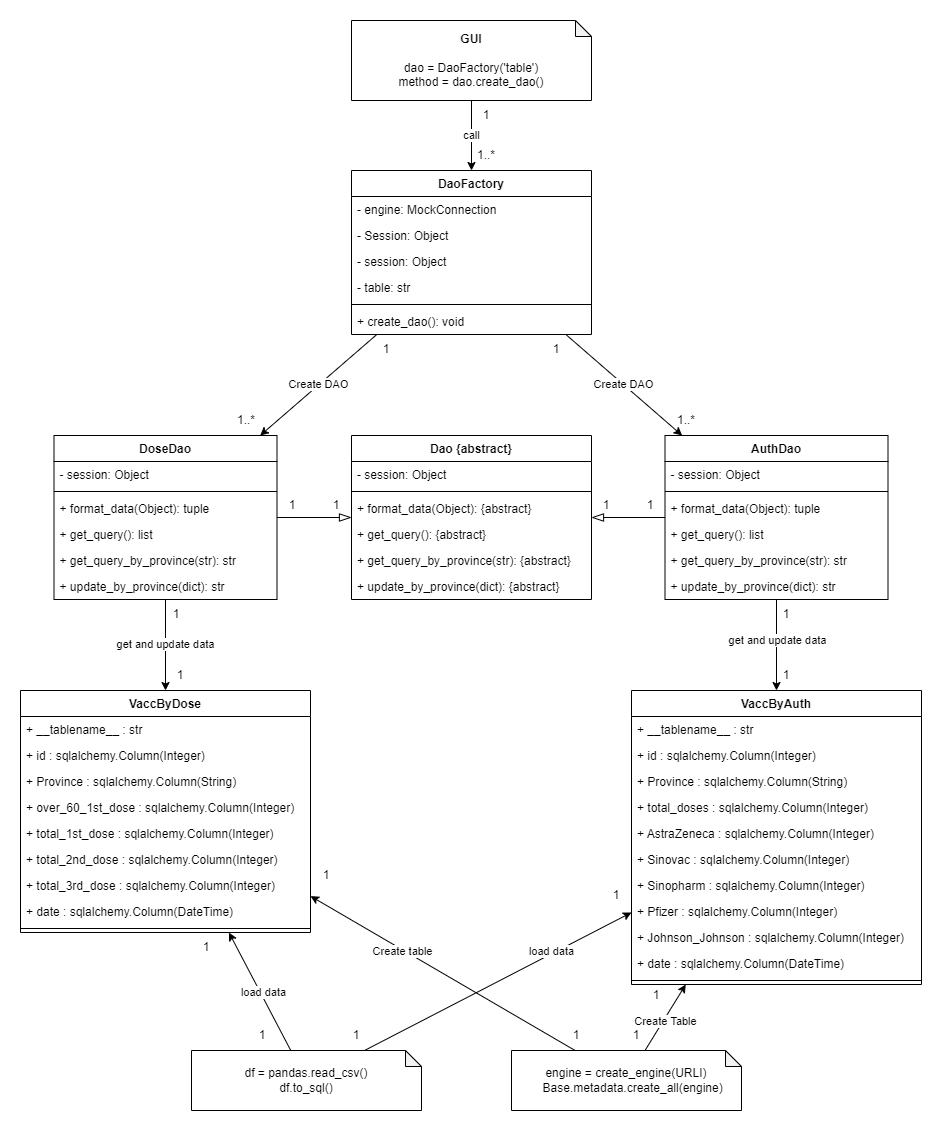 GUI
dao = DaoFactory('table')
method = dao.create_dao()
1
call
1..*
DaoFactory
- engine: MockConnection
- Session: Object
- session: Object
- table: str
+ create_dao(): void
1
1
Create DAO
Create DAO
1..*
1..*
DoseDao
- session: Object
+ format_data(Object): tuple
+ get_query(): list
+ get_query_by_province(str): str
+ update_by_province(dict): str
1
1
Dao {abstract}
- session: Object
+ format_data(Object): {abstract}
+ get_query(): {abstract}
+ get_query_by_province(str): {abstract}
+ update_by_province(dict): {abstract}
1
1
AuthDao
- session: Object
+ format_data(Object): tuple
+ get_query(): list
+ get_query_by_province(str): str
+ update_by_province(dict): str
1
get and update data
1
1
get and update data
1
VaccByDose
+ __tablename__ : str
+ id : sqlalchemy.Column(Integer)
+ Province : sqlalchemy.Column(String)
+ over_60_1st_dose : sqlalchemy.Column(Integer)
+ total_1st_dose : sqlalchemy.Column(Integer)
+ total_2nd_dose : sqlalchemy.Column(Integer)
+ total_3rd_dose : sqlalchemy.Column(Integer)
+ date : sqlalchemy.Column(DateTime)
VaccByAuth
+ __tablename__ : str
+ id : sqlalchemy.Column(Integer)
+ Province : sqlalchemy.Column(String)
+ total_doses : sqlalchemy.Column(Integer)
+ AstraZeneca : sqlalchemy.Column(Integer)
+ Sinovac : sqlalchemy.Column(Integer)
+ Sinopharm : sqlalchemy.Column(Integer)
+ Pfizer : sqlalchemy.Column(Integer)
+ Johnson_Johnson : sqlalchemy.Column(Integer)
+ date : sqlalchemy.Column(DateTime)
1
1
1
Create table
load data
load data
1
Create Table
1
1
1
1
df = pandas.read_csv()
df.to_sql()
engine = create_engine(URLI)
Base.metadata.create_all(engine)